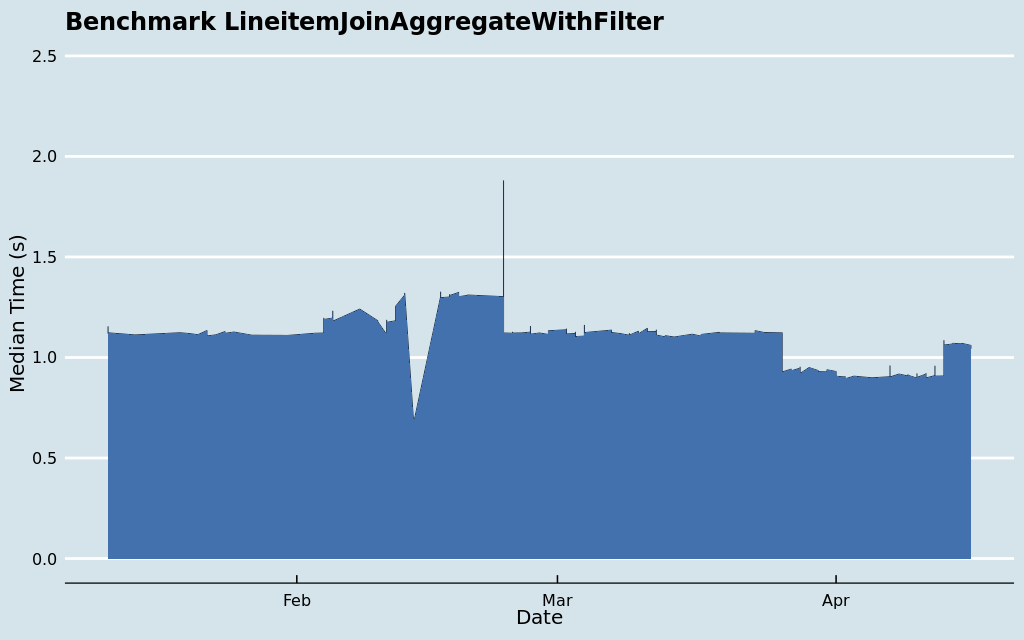 Benchmark LineitemJoinAggregateWithFilter
2.5
2.0
1.5
1.0
0.5
0.0
Median Time (s)
Feb
Mar
Apr
Date